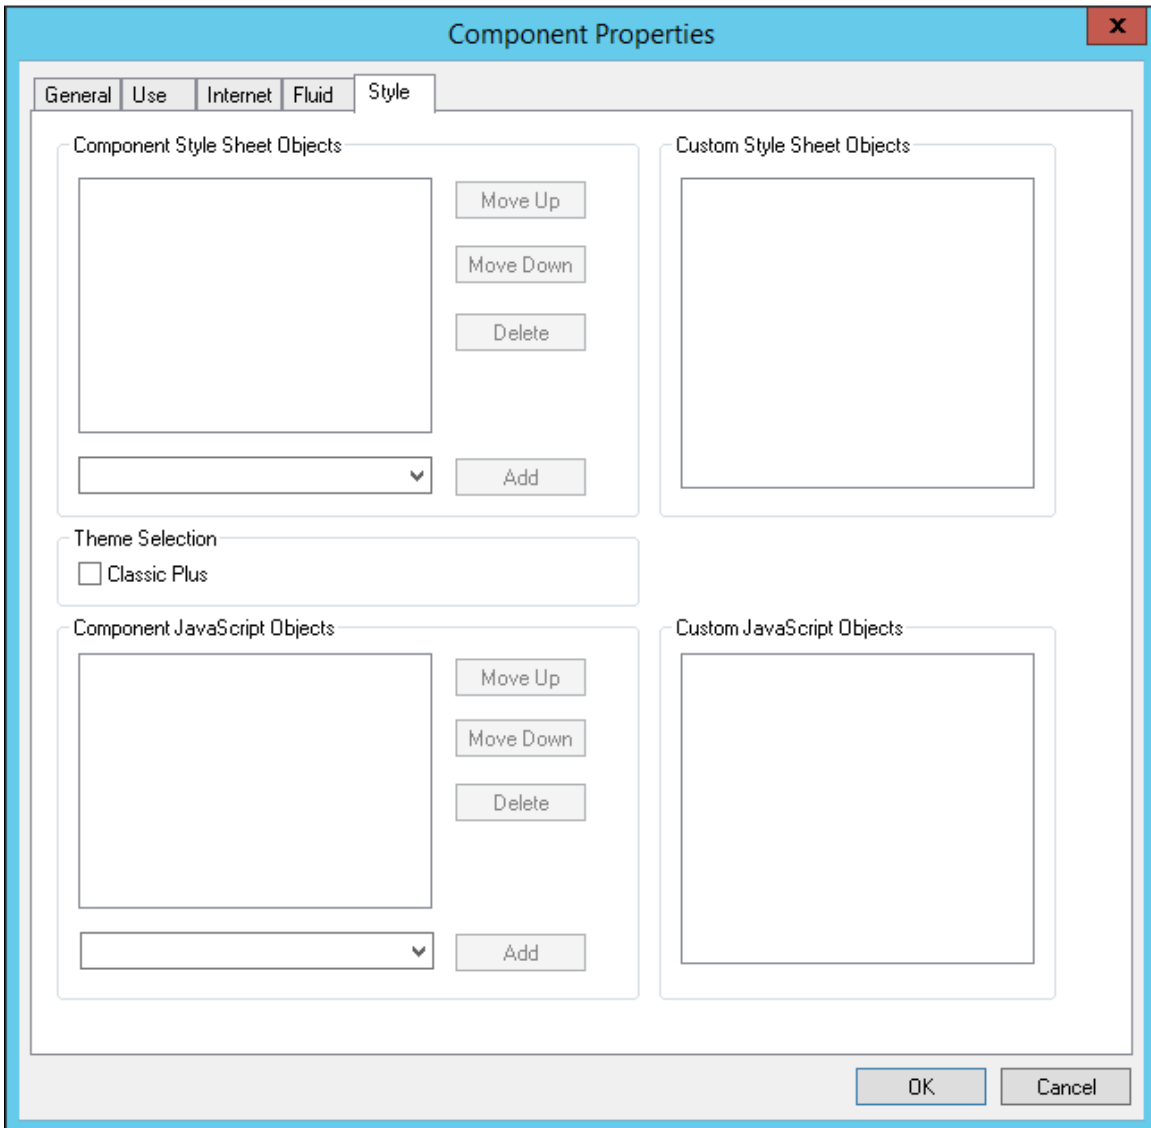 Component Properties
x
General Use Internet Fluid Style
Component Style Sheet Objects
Move Up
Move Down
Delete
Add
Custom Style Sheet Objects
Theme Selection
Classic Plus
Component JavaScript Objects
Move Up
Move Down
Delete
Add
Custom JavaScript Objects
OK
Cancel